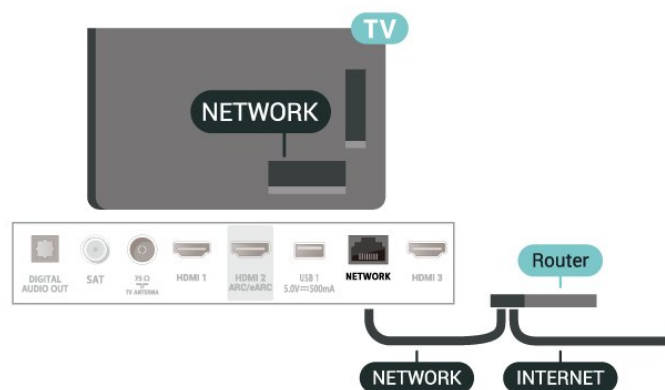 TV
NETWORK
DIGITAL
AUDIO OUT
SAT
75 Ω
TV ANTENNA
HDMI 1
HDMI 2
ARC/eARC
USB 1
5.0V⎓500mA
NETWORK
HDMI 3
Router
NETWORK
INTERNET